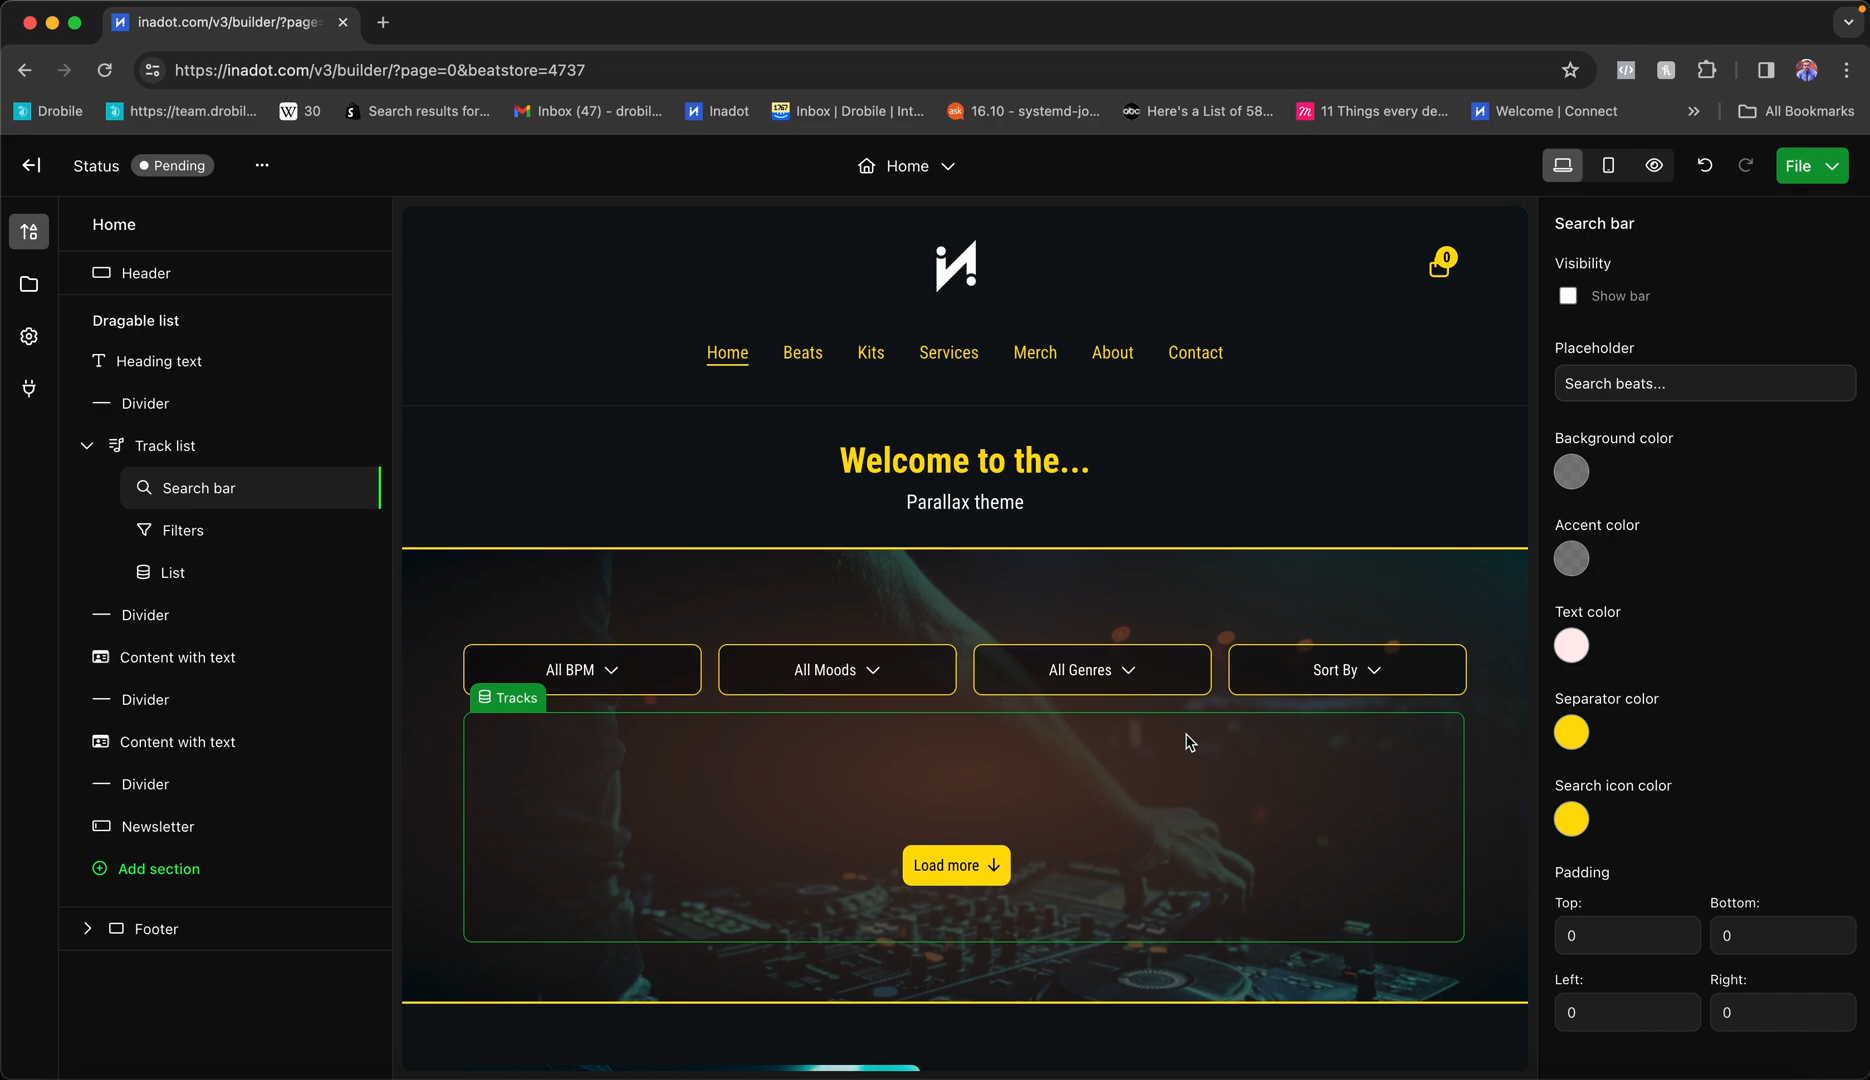 inadot.com/v3/builder/?page=
https://inadot.com/v3/builder/?page=0&beatstore=4737
Drobile
https://team.drobil...
W 30
Search results for...
Inbox (47) - drobil...
Inadot
Inbox | Drobile | Int...
ask 16.10 - systemd-jo...
abc Here's a List of 58...
11 Things every de...
Welcome | Connect
All Bookmarks
Status
Pending
Home
File
Home
Header
Dragable list
Heading text
Divider
Track list
Search bar
Filters
List
Divider
Content with text
Divider
Content with text
Divider
Newsletter
Add section
Footer
0
Home
Beats
Kits
Services
Merch
About
Contact
Welcome to the...
Parallax theme
All BPM
All Moods
All Genres
Sort By
Tracks
Load more
Search bar
Visibility
Show bar
Placeholder
Search beats...
Background color
Accent color
Text color
Separator color
Search icon color
Padding
Top:
Bottom:
0
0
Left:
Right:
0
0